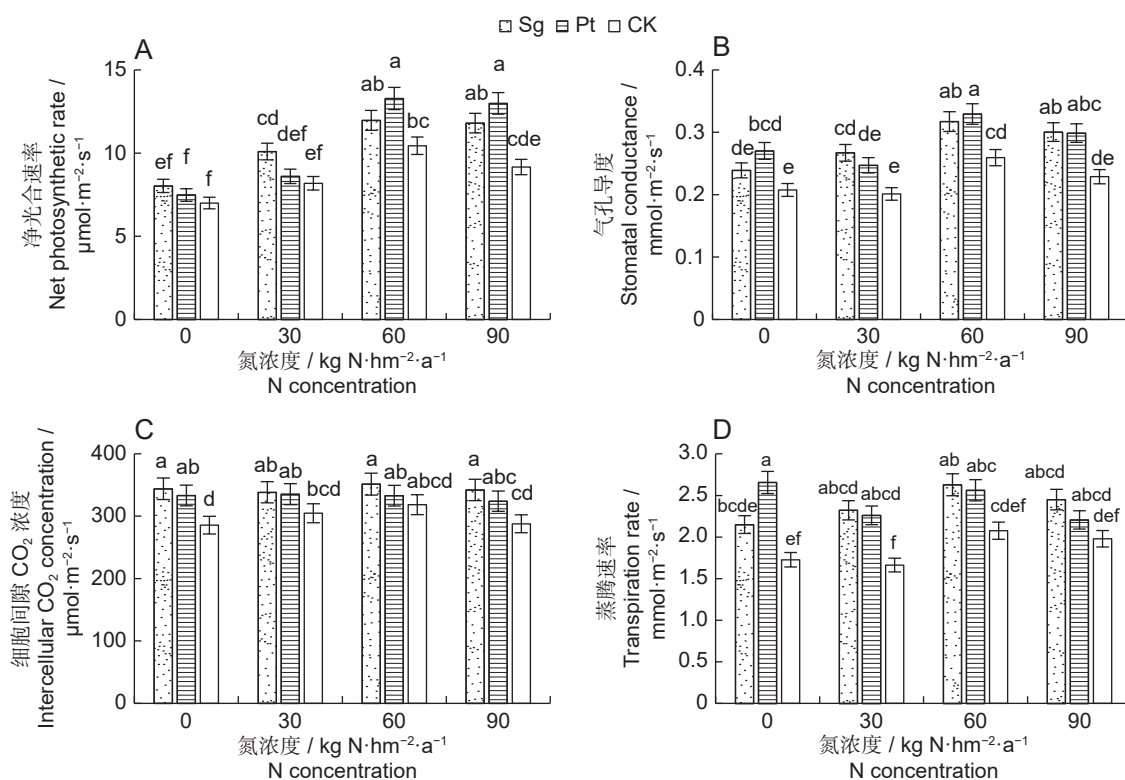 Sg Pt CK
A
净光合速率 /
Net photosynthetic rate /
μmol·m⁻²·s⁻¹
15
10
5
0
ef f f
cd def ef
ab a bc
ab a cde
0 30 60 90
氮浓度 / kg N·hm⁻²·a⁻¹
N concentration
B
气孔导度 /
Stomatal conductance /
mmol·m⁻²·s⁻¹
0.4
0.3
0.2
0.1
0
de bcd e
cd de e
ab a cd
ab abc de
0 30 60 90
氮浓度 / kg N·hm⁻²·a⁻¹
N concentration
C
细胞间隙 CO₂ 浓度 /
Intercellular CO₂ concentration /
μmol·m⁻²·s⁻¹
400
300
200
100
0
a ab d
ab ab bcd
a ab abcd
a abc cd
0 30 60 90
氮浓度 / kg N·hm⁻²·a⁻¹
N concentration
D
蒸腾速率 /
Transpiration rate /
mmol·m⁻²·s⁻¹
3.0
2.5
2.0
1.5
1.0
0.5
0
bcde a ef
abcd abcd f
ab abc cdef
abcd abcd def
0 30 60 90
氮浓度 / kg N·hm⁻²·a⁻¹
N concentration